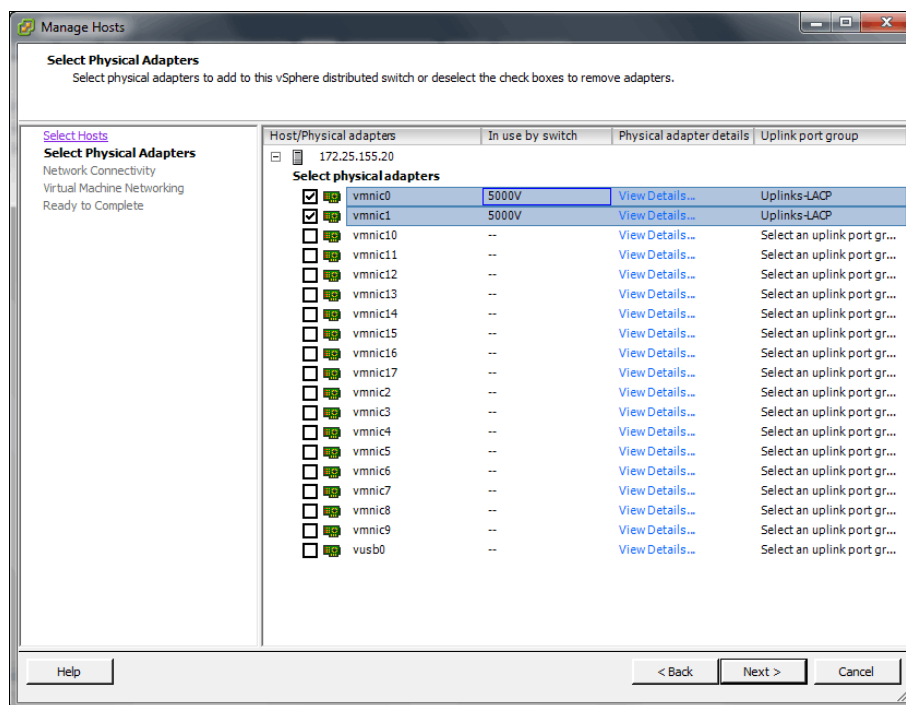 Manage Hosts
Select Physical Adapters
Select physical adapters to add to this vSphere distributed switch or deselect the check boxes to remove adapters.
Select Hosts
Select Physical Adapters
Network Connectivity
Virtual Machine Networking
Ready to Complete
Host/Physical adapters In use by switch Physical adapter details Uplink port group
172.25.155.20
Select physical adapters
vmnic0 5000V View Details... Uplinks-LACP
vmnic1 5000V View Details... Uplinks-LACP
vmnic10 -- View Details... Select an uplink port gr...
vmnic11 -- View Details... Select an uplink port gr...
vmnic12 -- View Details... Select an uplink port gr...
vmnic13 -- View Details... Select an uplink port gr...
vmnic14 -- View Details... Select an uplink port gr...
vmnic15 -- View Details... Select an uplink port gr...
vmnic16 -- View Details... Select an uplink port gr...
vmnic17 -- View Details... Select an uplink port gr...
vmnic2 -- View Details... Select an uplink port gr...
vmnic3 -- View Details... Select an uplink port gr...
vmnic4 -- View Details... Select an uplink port gr...
vmnic5 -- View Details... Select an uplink port gr...
vmnic6 -- View Details... Select an uplink port gr...
vmnic7 -- View Details... Select an uplink port gr...
vmnic8 -- View Details... Select an uplink port gr...
vmnic9 -- View Details... Select an uplink port gr...
vusb0 -- View Details... Select an uplink port gr...
Help < Back Next > Cancel